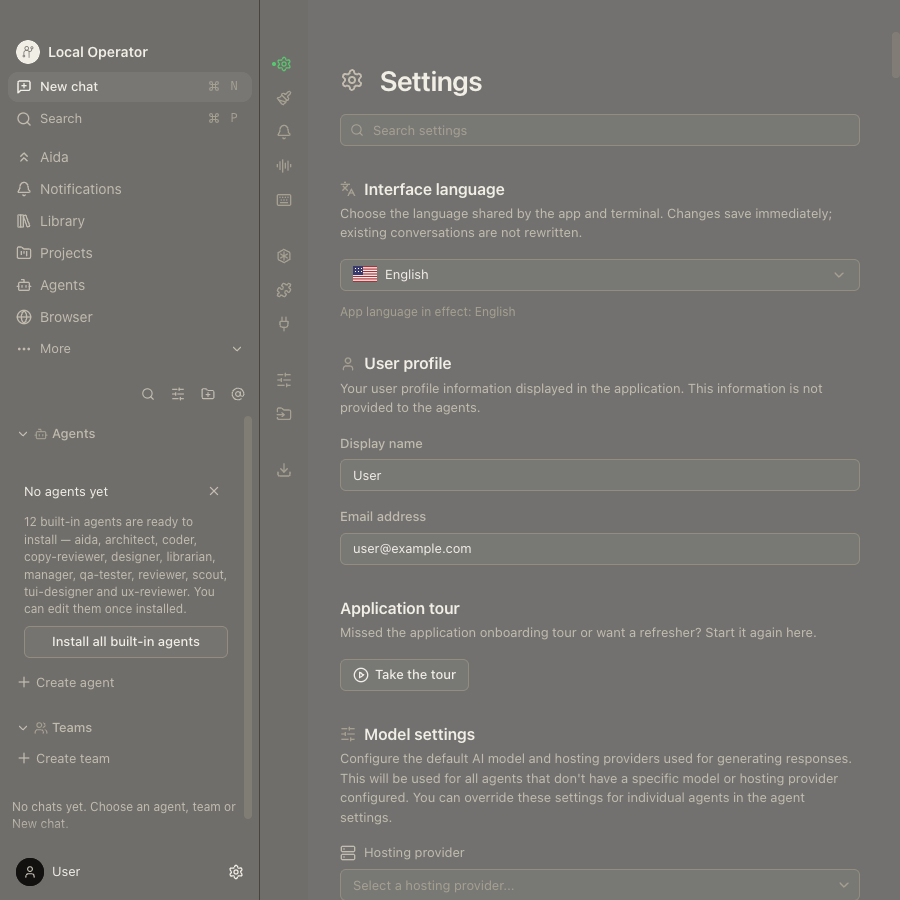 Local Operator
New chat ⌘ N
Search ⌘ P
Aida
Notifications
Library
Projects
Agents
Browser
More
Agents
No agents yet
12 built-in agents are ready to
install — aida, architect, coder,
copy-reviewer, designer, librarian,
manager, qa-tester, reviewer, scout,
tui-designer and ux-reviewer. You
can edit them once installed.
Install all built-in agents
Create agent
Teams
Create team
No chats yet. Choose an agent, team or
New chat.
User
Settings
Search settings
Interface language
Choose the language shared by the app and terminal. Changes save immediately;
existing conversations are not rewritten.
English
App language in effect: English
User profile
Your user profile information displayed in the application. This information is not
provided to the agents.
Display name
User
Email address
user@example.com
Application tour
Missed the application onboarding tour or want a refresher? Start it again here.
Take the tour
Model settings
Configure the default AI model and hosting providers used for generating responses.
This will be used for all agents that don't have a specific model or hosting provider
configured. You can override these settings for individual agents in the agent
settings.
Hosting provider
Select a hosting provider...